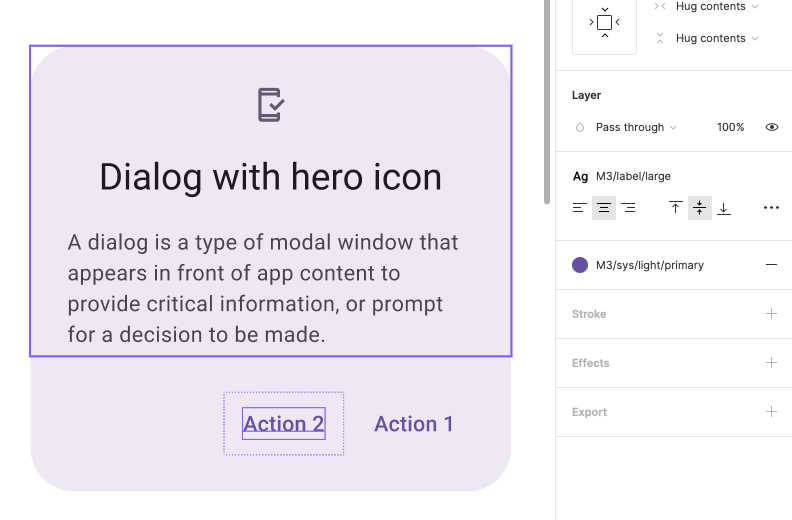 Hug contents
Hug contents
Layer
Pass through 100%
Ag M3/label/large
M3/sys/light/primary
Stroke
Effects
Export
Dialog with hero icon
A dialog is a type of modal window that
appears in front of app content to
provide critical information, or prompt
for a decision to be made.
Action 2 Action 1